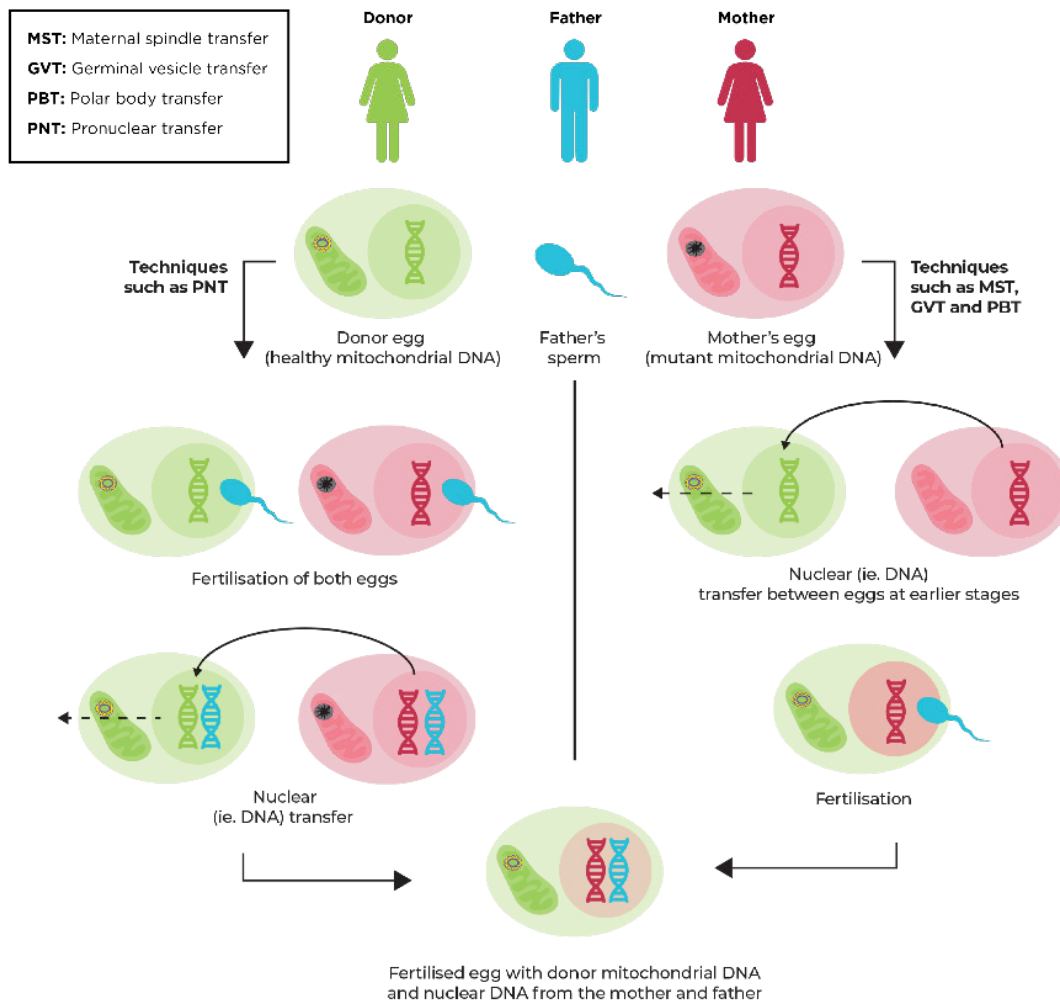 MST: Maternal spindle transfer
GVT: Germinal vesicle transfer
PBT: Polar body transfer
PNT: Pronuclear transfer
Donor
Father
Mother
Techniques
such as PNT
Donor egg
(healthy mitochondrial DNA)
Father's
sperm
Mother's egg
(mutant mitochondrial DNA)
Techniques
such as MST,
GVT and PBT
Fertilisation of both eggs
Nuclear (ie. DNA)
transfer between eggs at earlier stages
Nuclear
(ie. DNA) transfer
Fertilisation
Fertilised egg with donor mitochondrial DNA
and nuclear DNA from the mother and father